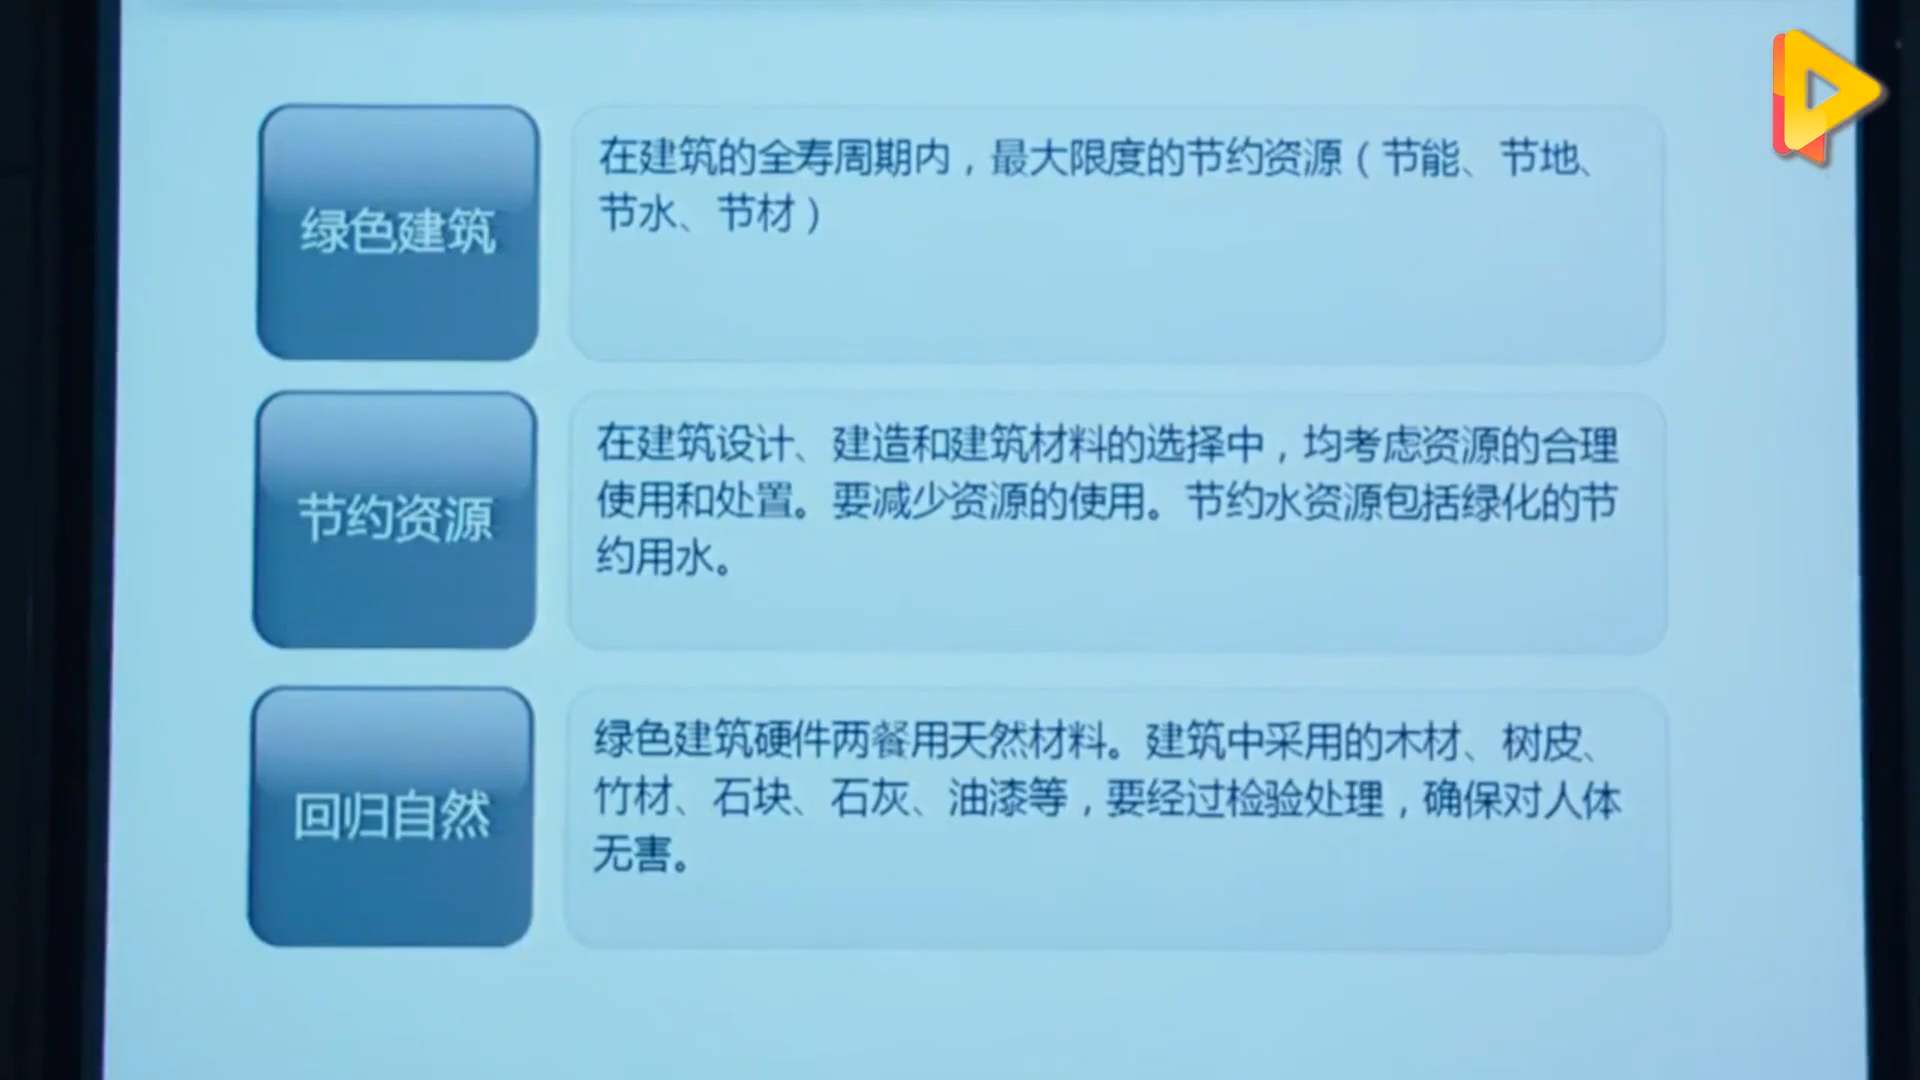 绿色建筑
在建筑的全寿周期内，最大限度的节约资源（节能、节地、
节水、节材）
节约资源
在建筑设计、建造和建筑材料的选择中，均考虑资源的合理
使用和处置。要减少资源的使用。节约水资源包括绿化的节
约用水。
回归自然
绿色建筑硬件两餐用天然材料。建筑中采用的木材、树皮、
竹材、石块、石灰、油漆等，要经过检验处理，确保对人体
无害。